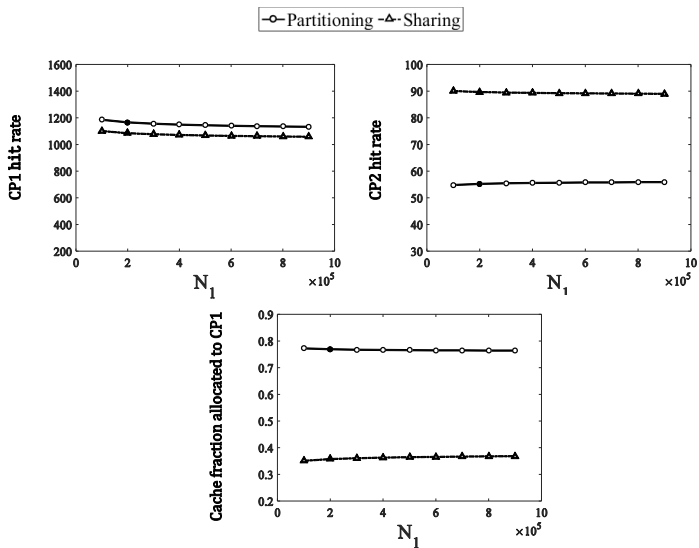 Partitioning Sharing
1600
1400
1200
1000
800
600
400
200
0 2 4 6 8 10
CP1 hit rate
N1
×10^5
100
90
80
70
60
50
40
30
0 2 4 6 8 10
CP2 hit rate
N1
×10^5
0.9
0.8
0.7
0.6
0.5
0.4
0.3
0.2
0 2 4 6 8 10
Cache fraction allocated to CP1
N1
×10^5